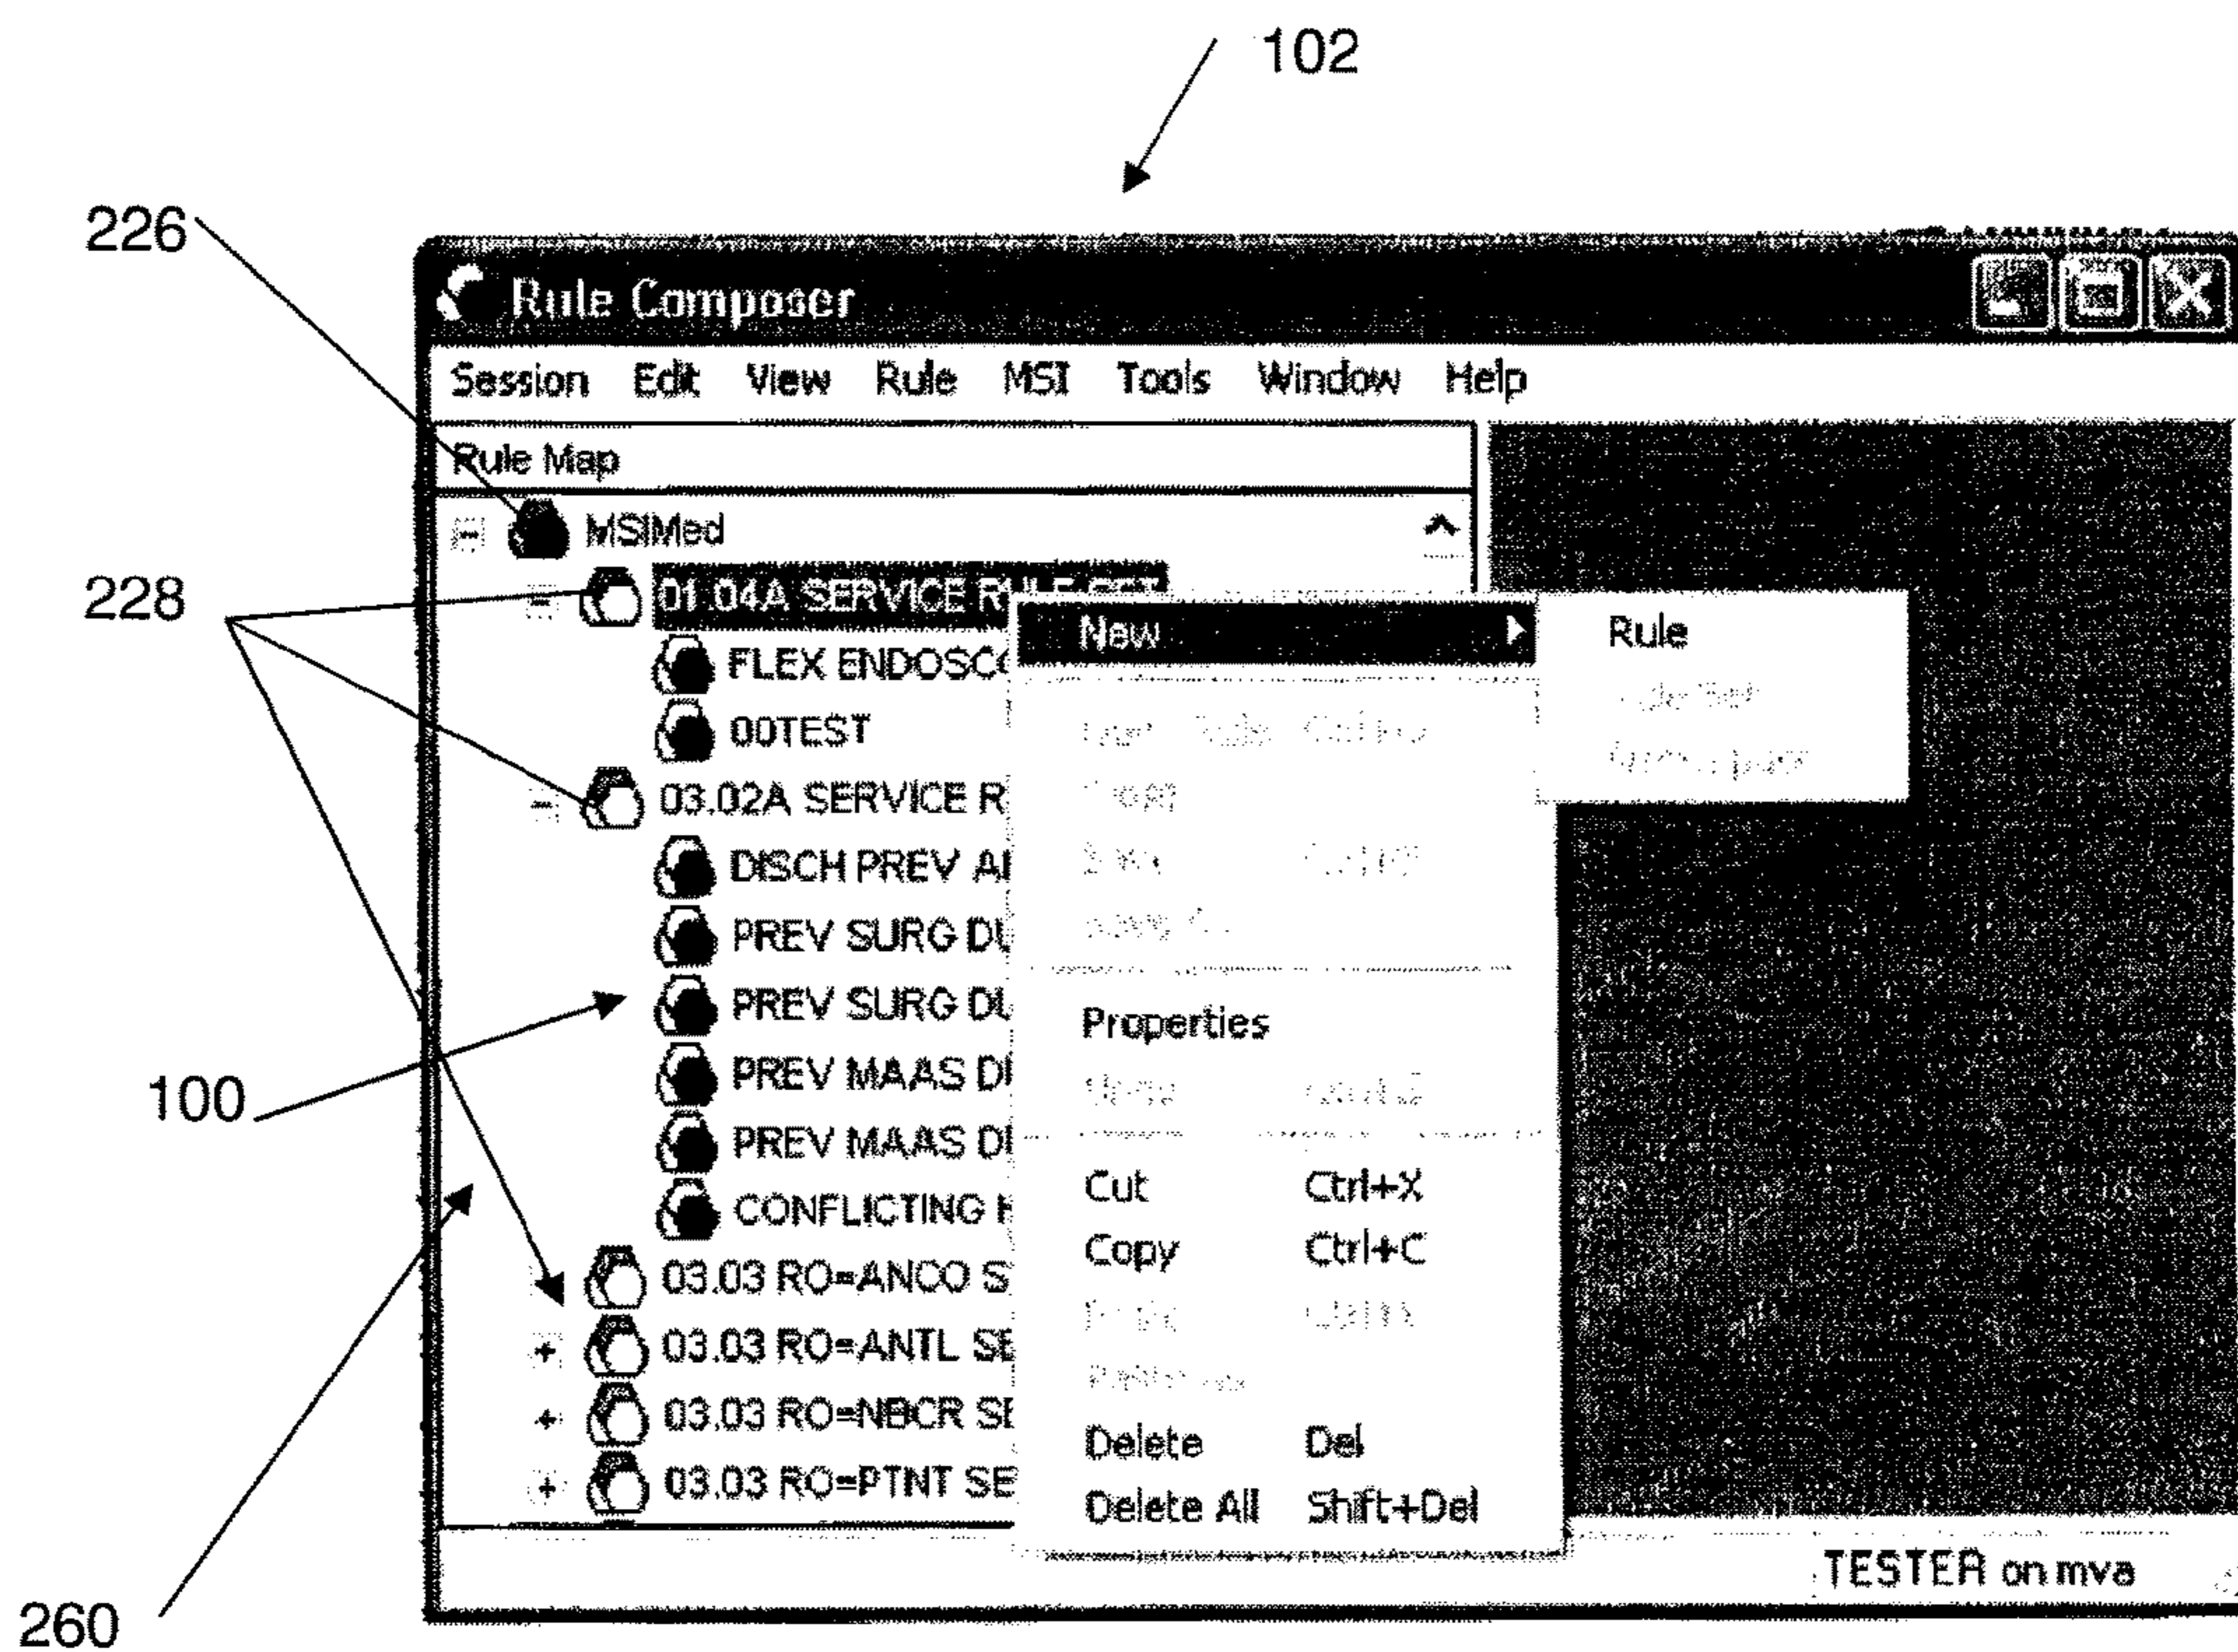 102
226
Rule Composer
Session Edit View Rule MSI Tools Window Help
Rule Map
MSIMed
228
01.04A SERVICE RULE SET
New
Rule
FLEX ENDOSCO
00TEST
03.02A SERVICE R
DISCH PREV
PREV SURG DU
PREV SURG DU
Properties
100
PREV MAAS
PREV MAAS
Cut Ctrl+X
CONFLICTING
Copy Ctrl+C
03.03 RO=ANCO S
03.03 RO=ANTL SE
03.03 RO=NBCR SE
Delete Del
03.03 RO=PTNT SE
Delete All Shift+Del
TESTER on mva
260